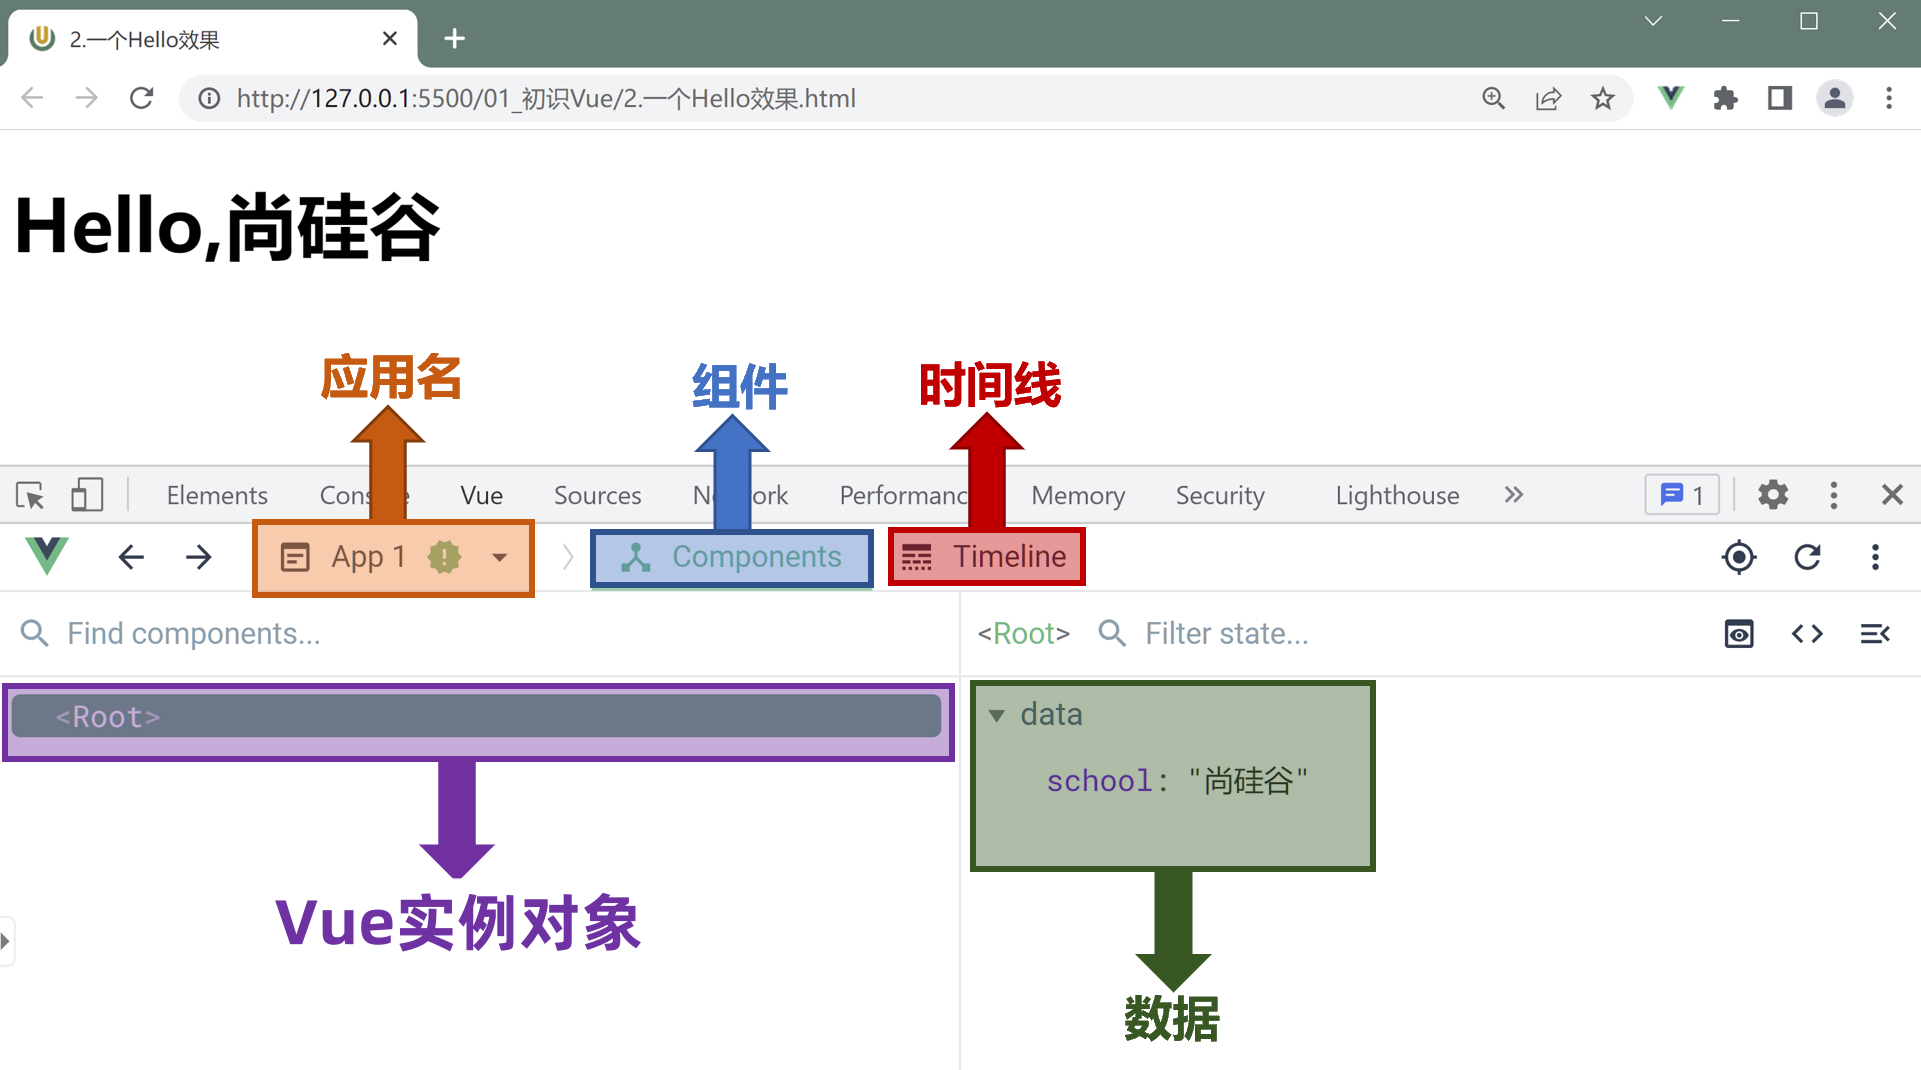 2.一个Hello效果
http://127.0.0.1:5500/01_初识Vue/2.一个Hello效果.html
Hello,尚硅谷
应用名
组件
时间线
Elements Cons e Vue Sources N ork Performanc Memory Security Lighthouse 1
App 1 Components Timeline
Find components...
<Root> Filter state...
<Root>
data
school: "尚硅谷"
Vue实例对象
数据